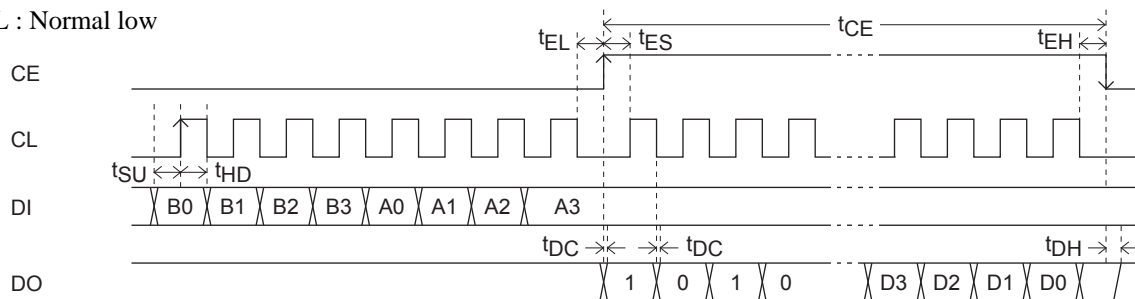 L : Normal low
tCE
tEL tES tEH
CE
CL
tSU tHD
DI B0 B1 B2 B3 A0 A1 A2 A3
tDC tDC tDH
DO 1 0 1 0 D3 D2 D1 D0